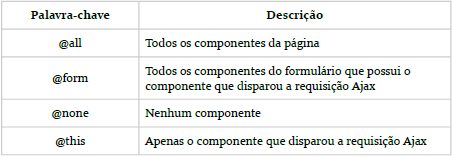 Palavra-chave Descrição
@all Todos os componentes da página
@form Todos os componentes do formulário que possui o
componente que disparou a requisição Ajax
@none Nenhum componente
@this Apenas o componente que disparou a requisição Ajax